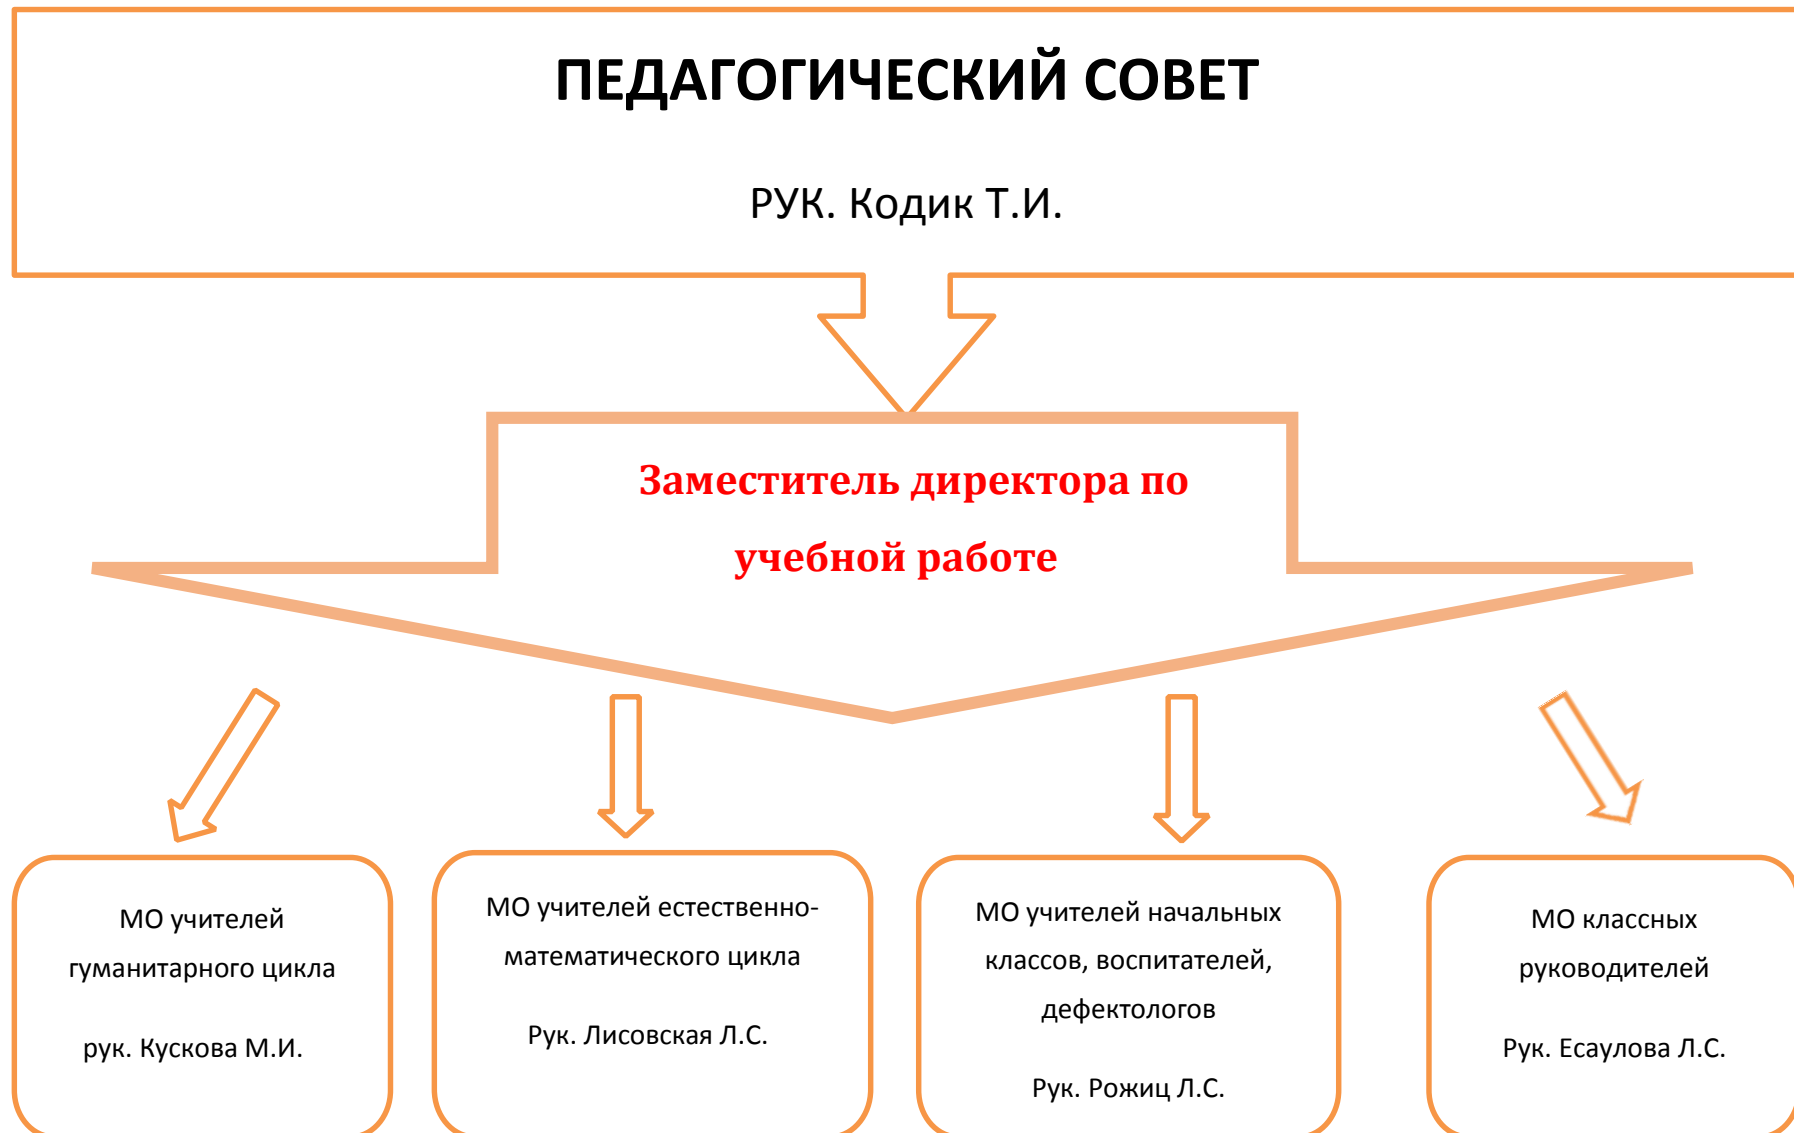 ПЕДАГОГИЧЕСКИЙ СОВЕТ
РУК. Кодик Т.И.
Заместитель директора по
учебной работе
МО учителей
гуманитарного цикла
рук. Кускова М.И.
МО учителей естественно-
математического цикла
Рук. Лисовская Л.С.
МО учителей начальных
классов, воспитателей,
дефектологов
Рук. Рожиц Л.С.
МО классных
руководителей
Рук. Есаулова Л.С.